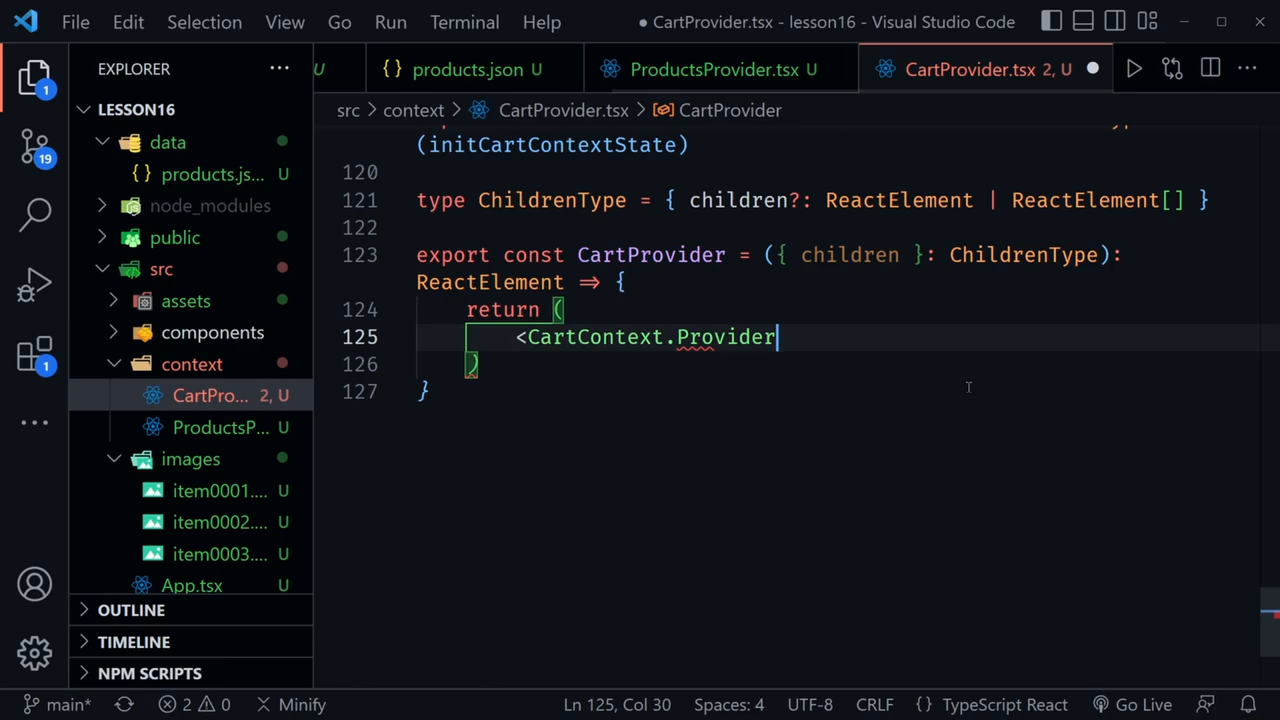 File Edit Selection View Go Run Terminal Help
● CartProvider.tsx - lesson16 - Visual Studio Code
EXPLORER
LESSON16
data
products.js... U
node_modules
public
src
assets
components
context
CartPro... 2, U
ProductsP... U
images
item0001.... U
item0002.... U
item0003.... U
App.tsx U
OUTLINE
TIMELINE
NPM SCRIPTS
1
19
1
U
{ } products.json U
ProductsProvider.tsx U
CartProvider.tsx 2, U
src > context > CartProvider.tsx > CartProvider
(initCartContextState)
120
121 type ChildrenType = { children?: ReactElement | ReactElement[] }
122
123 export const CartProvider = ({ children }: ChildrenType):
ReactElement => {
124 return (
125 <CartContext.Provider
126 )
127 }
main* 2 0 Minify Ln 125, Col 30 Spaces: 4 UTF-8 CRLF { } TypeScript React Go Live